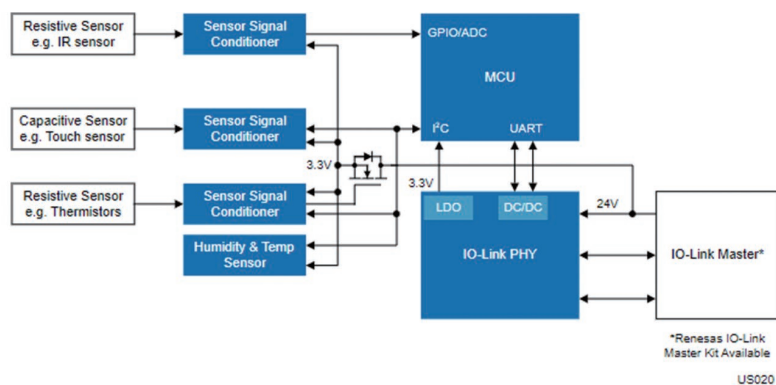 Resistive Sensor
e.g. IR sensor
Sensor Signal
Conditioner
GPIO/ADC
MCU
Capacitive Sensor
e.g. Touch sensor
Sensor Signal
Conditioner
I²C
UART
3.3V
3.3V
Resistive Sensor
e.g. Thermistors
Sensor Signal
Conditioner
LDO
DC/DC
24V
Humidity & Temp
Sensor
IO-Link PHY
IO-Link Master*
*Renesas IO-Link
Master Kit Available
US020